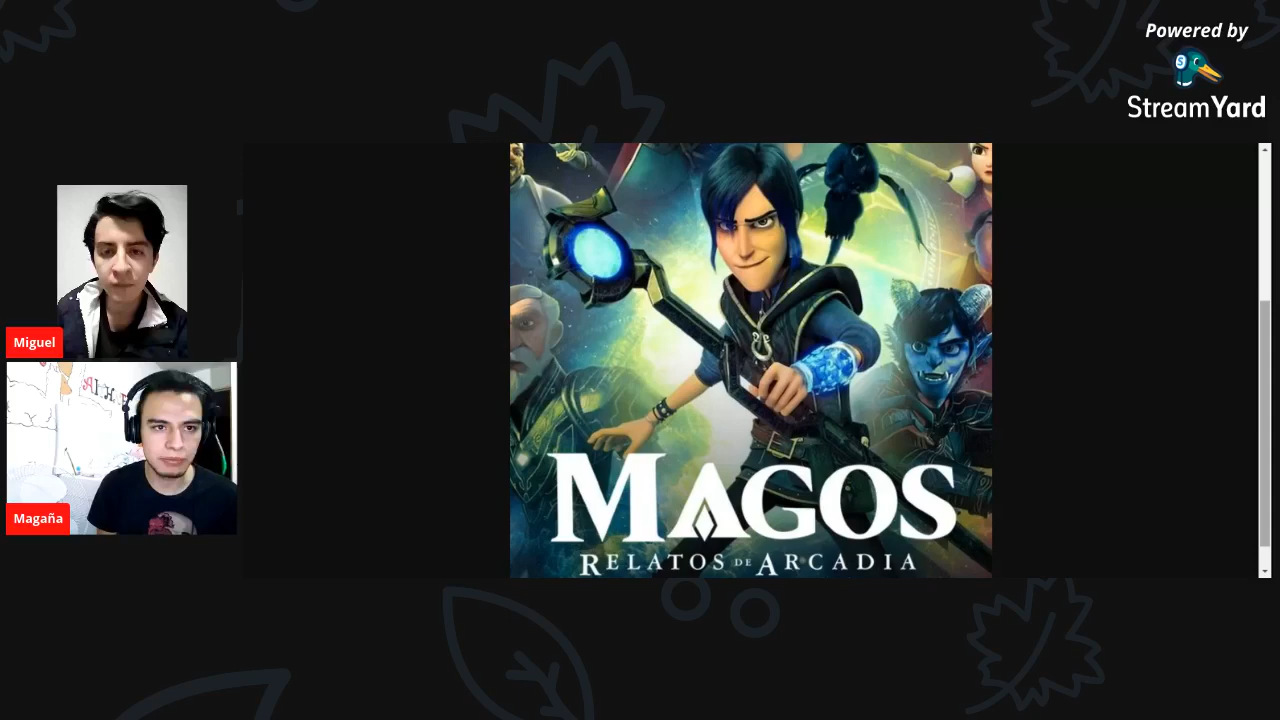 Powered by
StreamYard
Miguel
Magaña
MAGOS
RELATOS DE ARCADIA